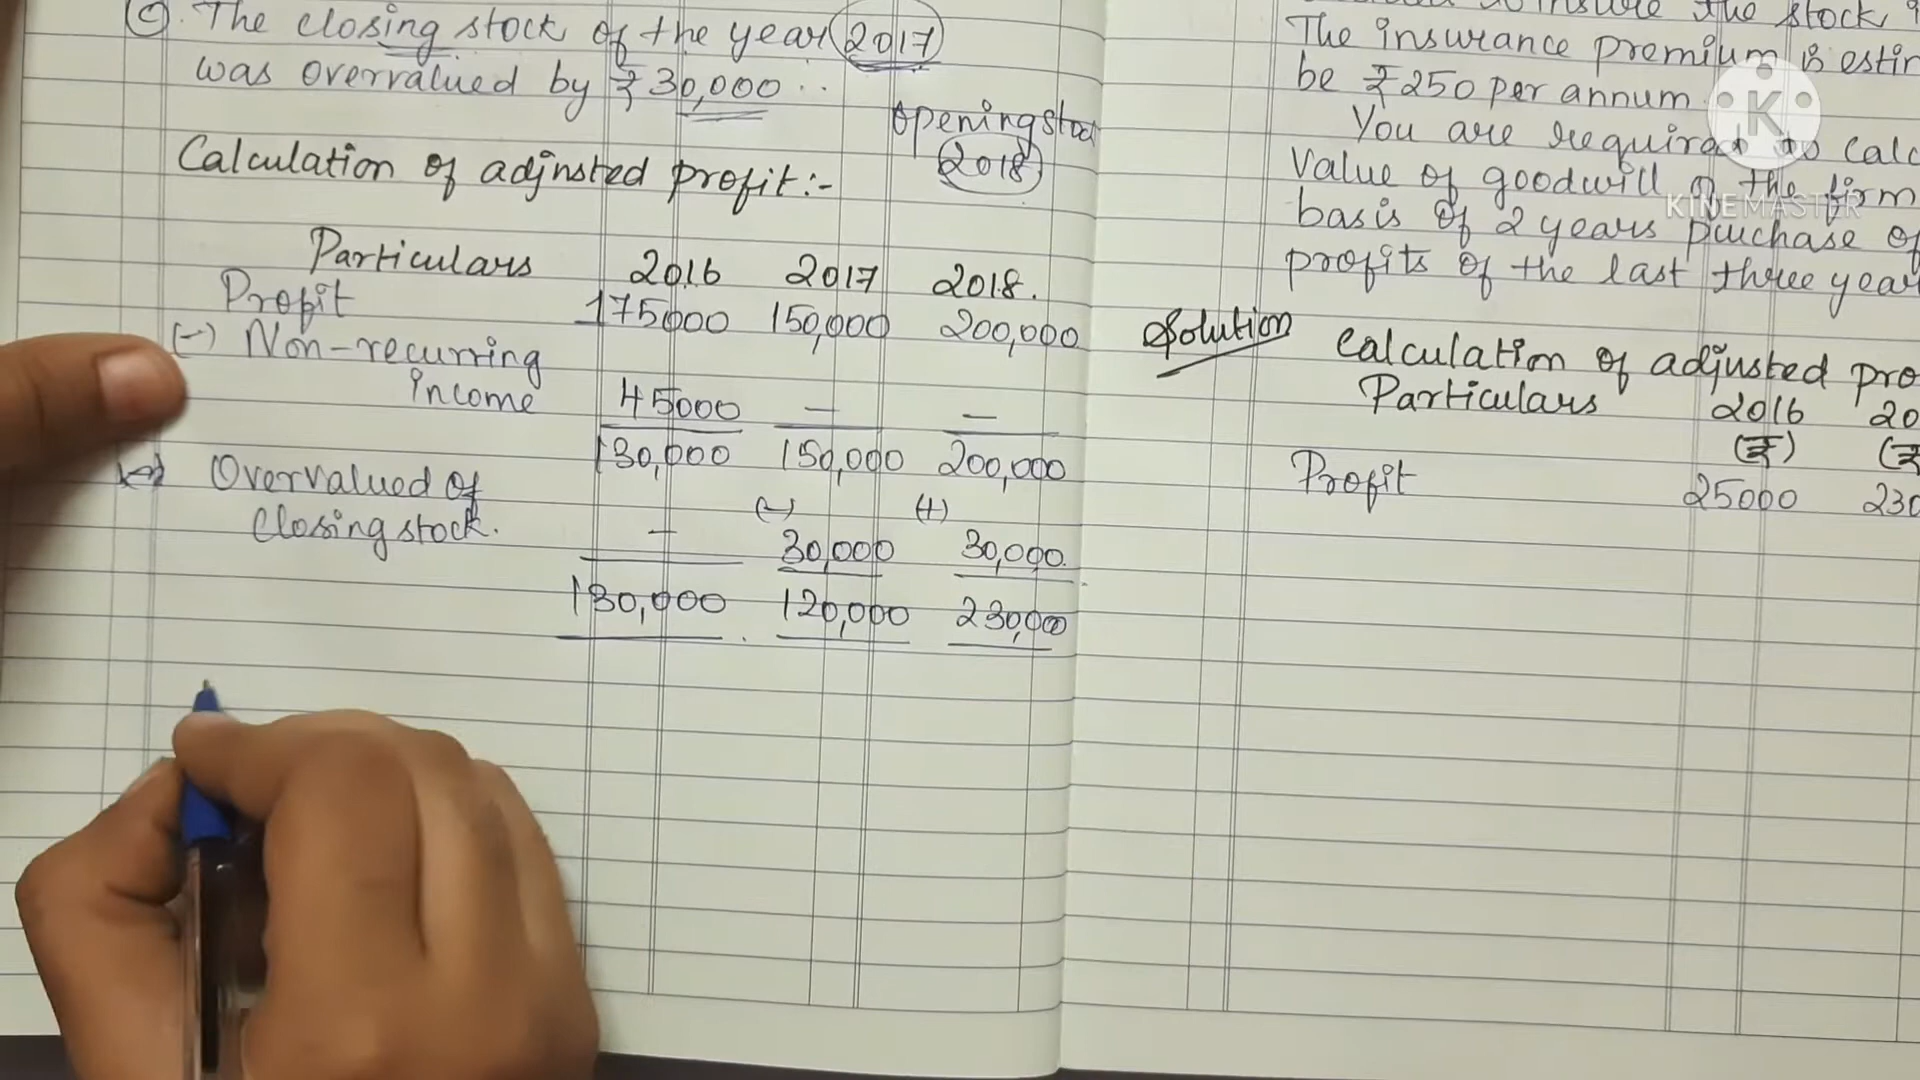 C. The closing stock of the year 2017
was overvalued by ₹30,000..
Opening stock
2018
Calculation of adjusted profit:-
Particulars 2016 2017 2018.
Profit 175000 150,000 200,000
(-) Non-recurring
income 45000 — —
130,000 150,000 200,000
(-) Overvalued of
closing stock. — (-) 30,000 (+) 30,000.
130,000 120,000 230,000
the stock
The insurance premium is estim
be ₹250 per annum
K
You are required to calc
value of goodwill of the firm
KINEMASTER
basis of 2 years purchase of
profits of the last three year
Solution
Calculation of adjusted pro
Particulars 2016 20
(₹) (₹
Profit 25000 230